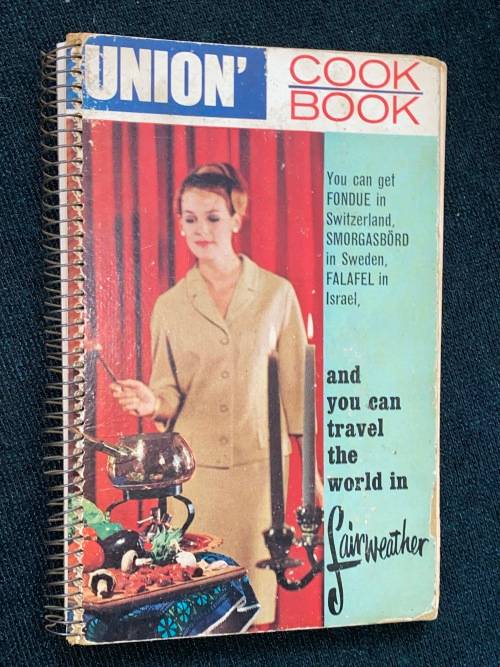 UNION'
COOK
BOOK
You can get
FONDUE in
Switzerland,
SMORGASBÖRD
in Sweden,
FALAFEL in
Israel,
and
you can
travel
the
world in
Fairweather